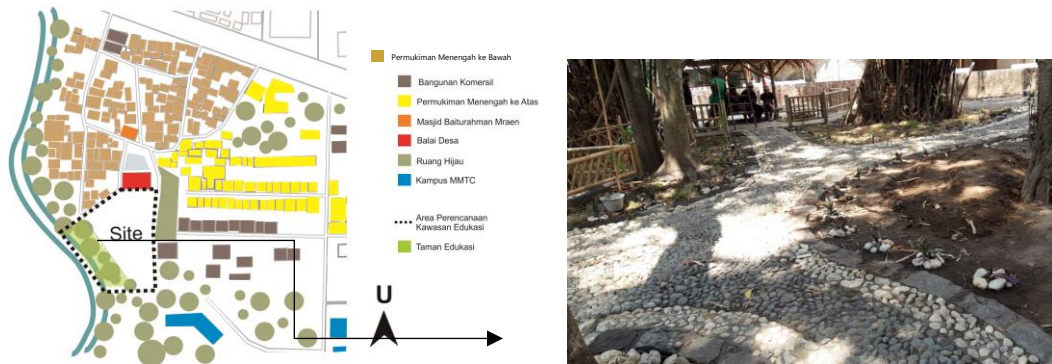 Permukiman Menengah ke Bawah
Bangunan Komersil
Permukiman Menengah ke Atas
Masjid Baiturahman Mraen
Balai Desa
Ruang Hijau
Kampus MMTC
Area Perencanaan
Kawasan Edukasi
Taman Edukasi
Site
U